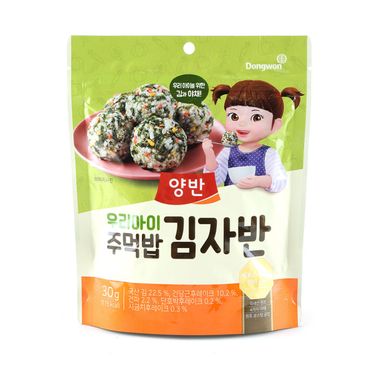 Dongwon
우리 아이를 위한
김과 야채!
양반
우리아이
주먹밥 김자반
30g
국산 김 22.5 %, 건당근후레이크 10.2 %,
건파 2.2 %, 단호박후레이크 0.2 %,
시금치후레이크 0.3 %